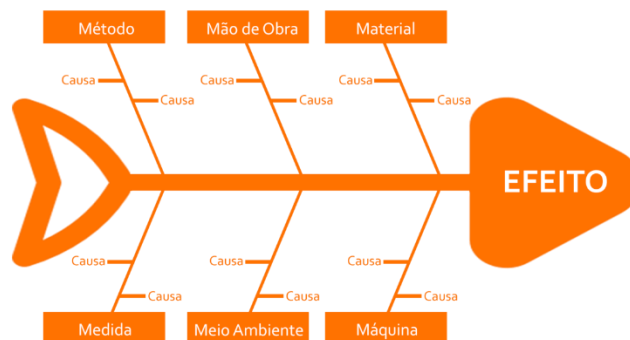 Método
Mão de Obra
Material
Causa
Causa
Causa
Causa
Causa
Causa
EFEITO
Causa
Causa
Causa
Causa
Causa
Causa
Medida
Meio Ambiente
Máquina